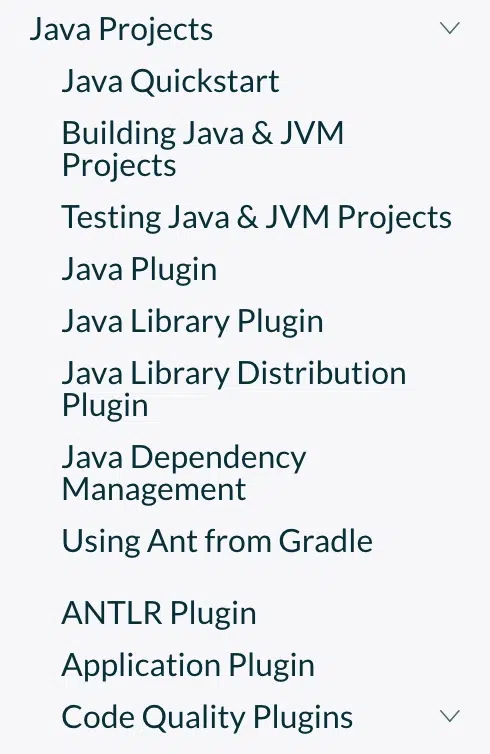 Java Projects
Java Quickstart
Building Java & JVM
Projects
Testing Java & JVM Projects
Java Plugin
Java Library Plugin
Java Library Distribution
Plugin
Java Dependency
Management
Using Ant from Gradle
ANTLR Plugin
Application Plugin
Code Quality Plugins